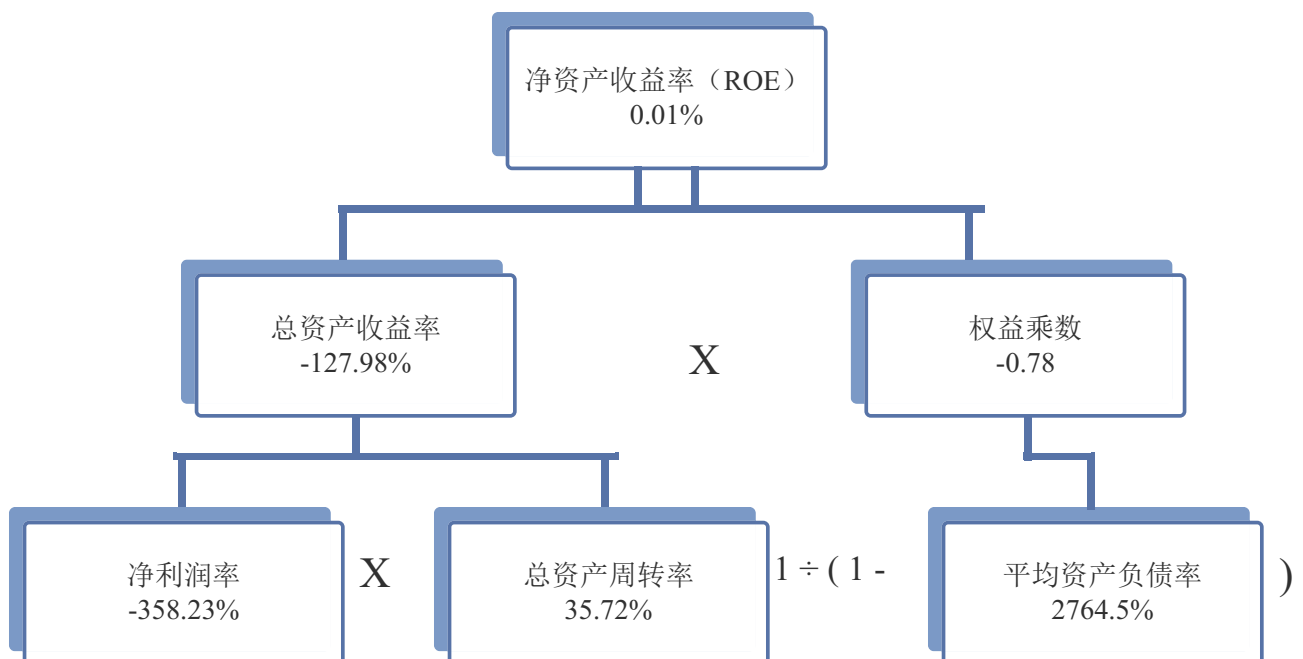 净资产收益率（ROE）
0.01%
总资产收益率
-127.98%
X
权益乘数
-0.78
净利润率
-358.23%
X
总资产周转率
35.72%
1 ÷ ( 1 -
平均资产负债率
2764.5%
)